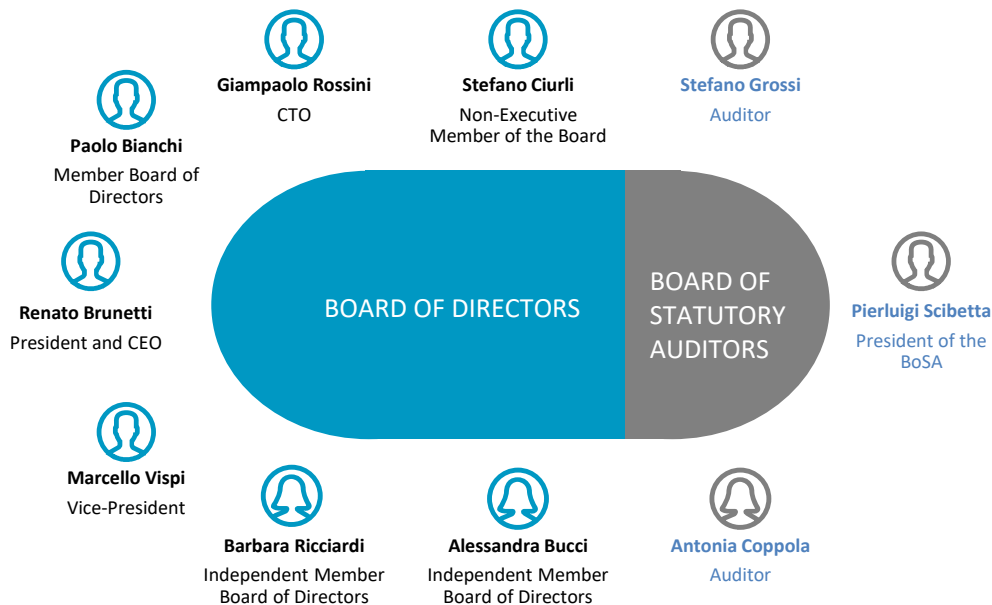 Giampaolo Rossini
CTO
Stefano Ciurli
Non-Executive
Member of the Board
Stefano Grossi
Auditor
Paolo Bianchi
Member Board of
Directors
Renato Brunetti
President and CEO
BOARD OF DIRECTORS
BOARD OF
STATUTORY
AUDITORS
Pierluigi Scibetta
President of the
BoSA
Marcello Vispi
Vice-President
Barbara Ricciardi
Independent Member
Board of Directors
Alessandra Bucci
Independent Member
Board of Directors
Antonia Coppola
Auditor